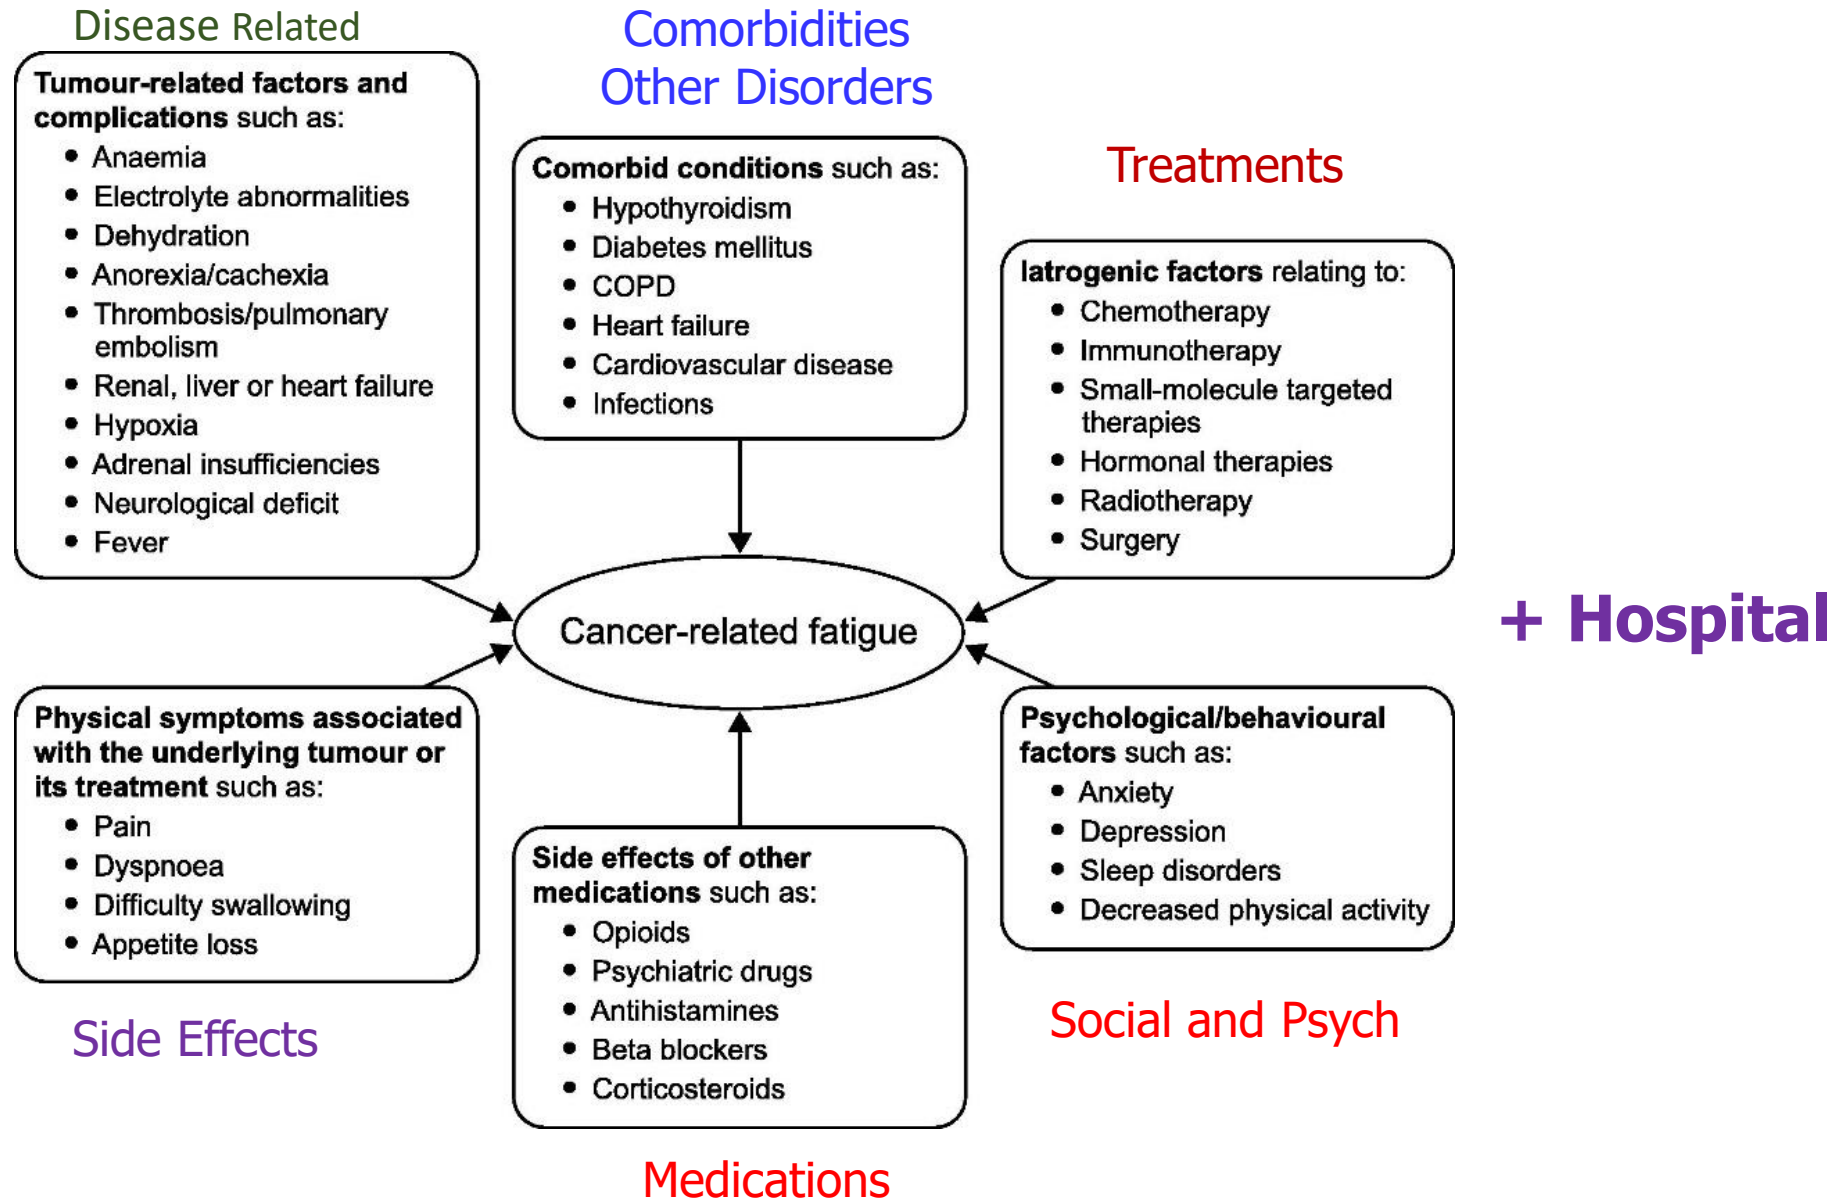 Disease Related
Tumour-related factors and
complications such as:
• Anaemia
• Electrolyte abnormalities
• Dehydration
• Anorexia/cachexia
• Thrombosis/pulmonary
embolism
• Renal, liver or heart failure
• Hypoxia
• Adrenal insufficiencies
• Neurological deficit
• Fever
Comorbidities
Other Disorders
Comorbid conditions such as:
• Hypothyroidism
• Diabetes mellitus
• COPD
• Heart failure
• Cardiovascular disease
• Infections
Treatments
Iatrogenic factors relating to:
• Chemotherapy
• Immunotherapy
• Small-molecule targeted
therapies
• Hormonal therapies
• Radiotherapy
• Surgery
Cancer-related fatigue
+ Hospital
Physical symptoms associated
with the underlying tumour or
its treatment such as:
• Pain
• Dyspnoea
• Difficulty swallowing
• Appetite loss
Side Effects
Side effects of other
medications such as:
• Opioids
• Psychiatric drugs
• Antihistamines
• Beta blockers
• Corticosteroids
Medications
Psychological/behavioural
factors such as:
• Anxiety
• Depression
• Sleep disorders
• Decreased physical activity
Social and Psych